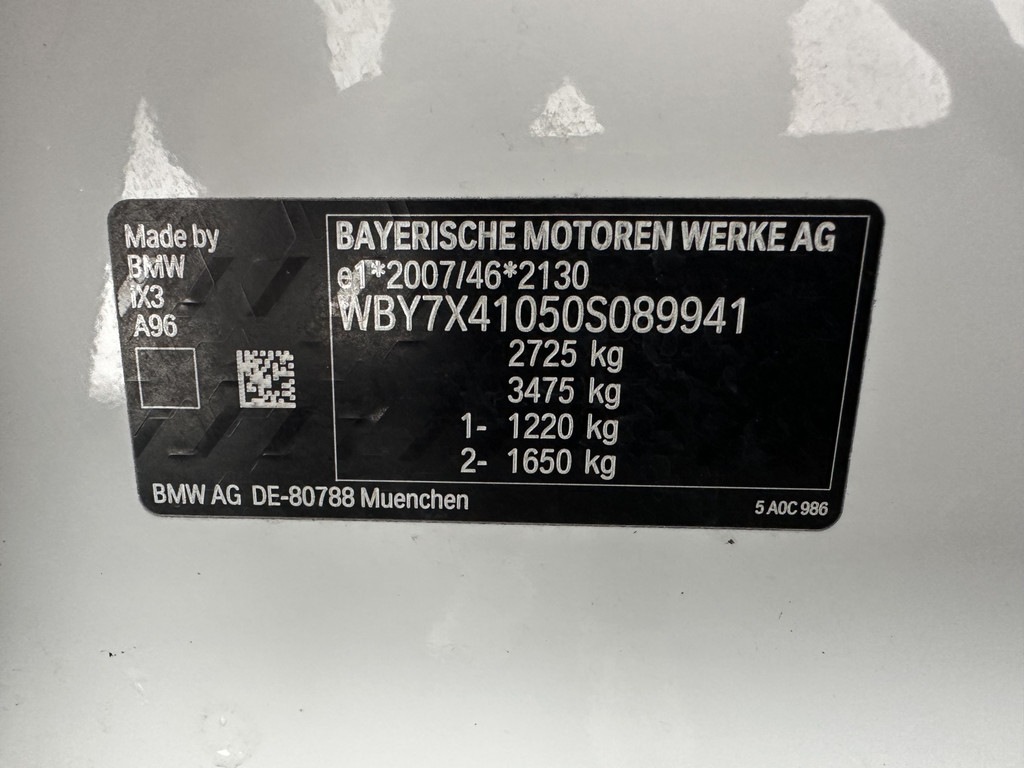 Made by
BMW
iX3
A96
BAYERISCHE MOTOREN WERKE AG
e1*2007/46*2130
WBY7X41050S089941
2725 kg
3475 kg
1- 1220 kg
2- 1650 kg
BMW AG DE-80788 Muenchen
5 A0C 986